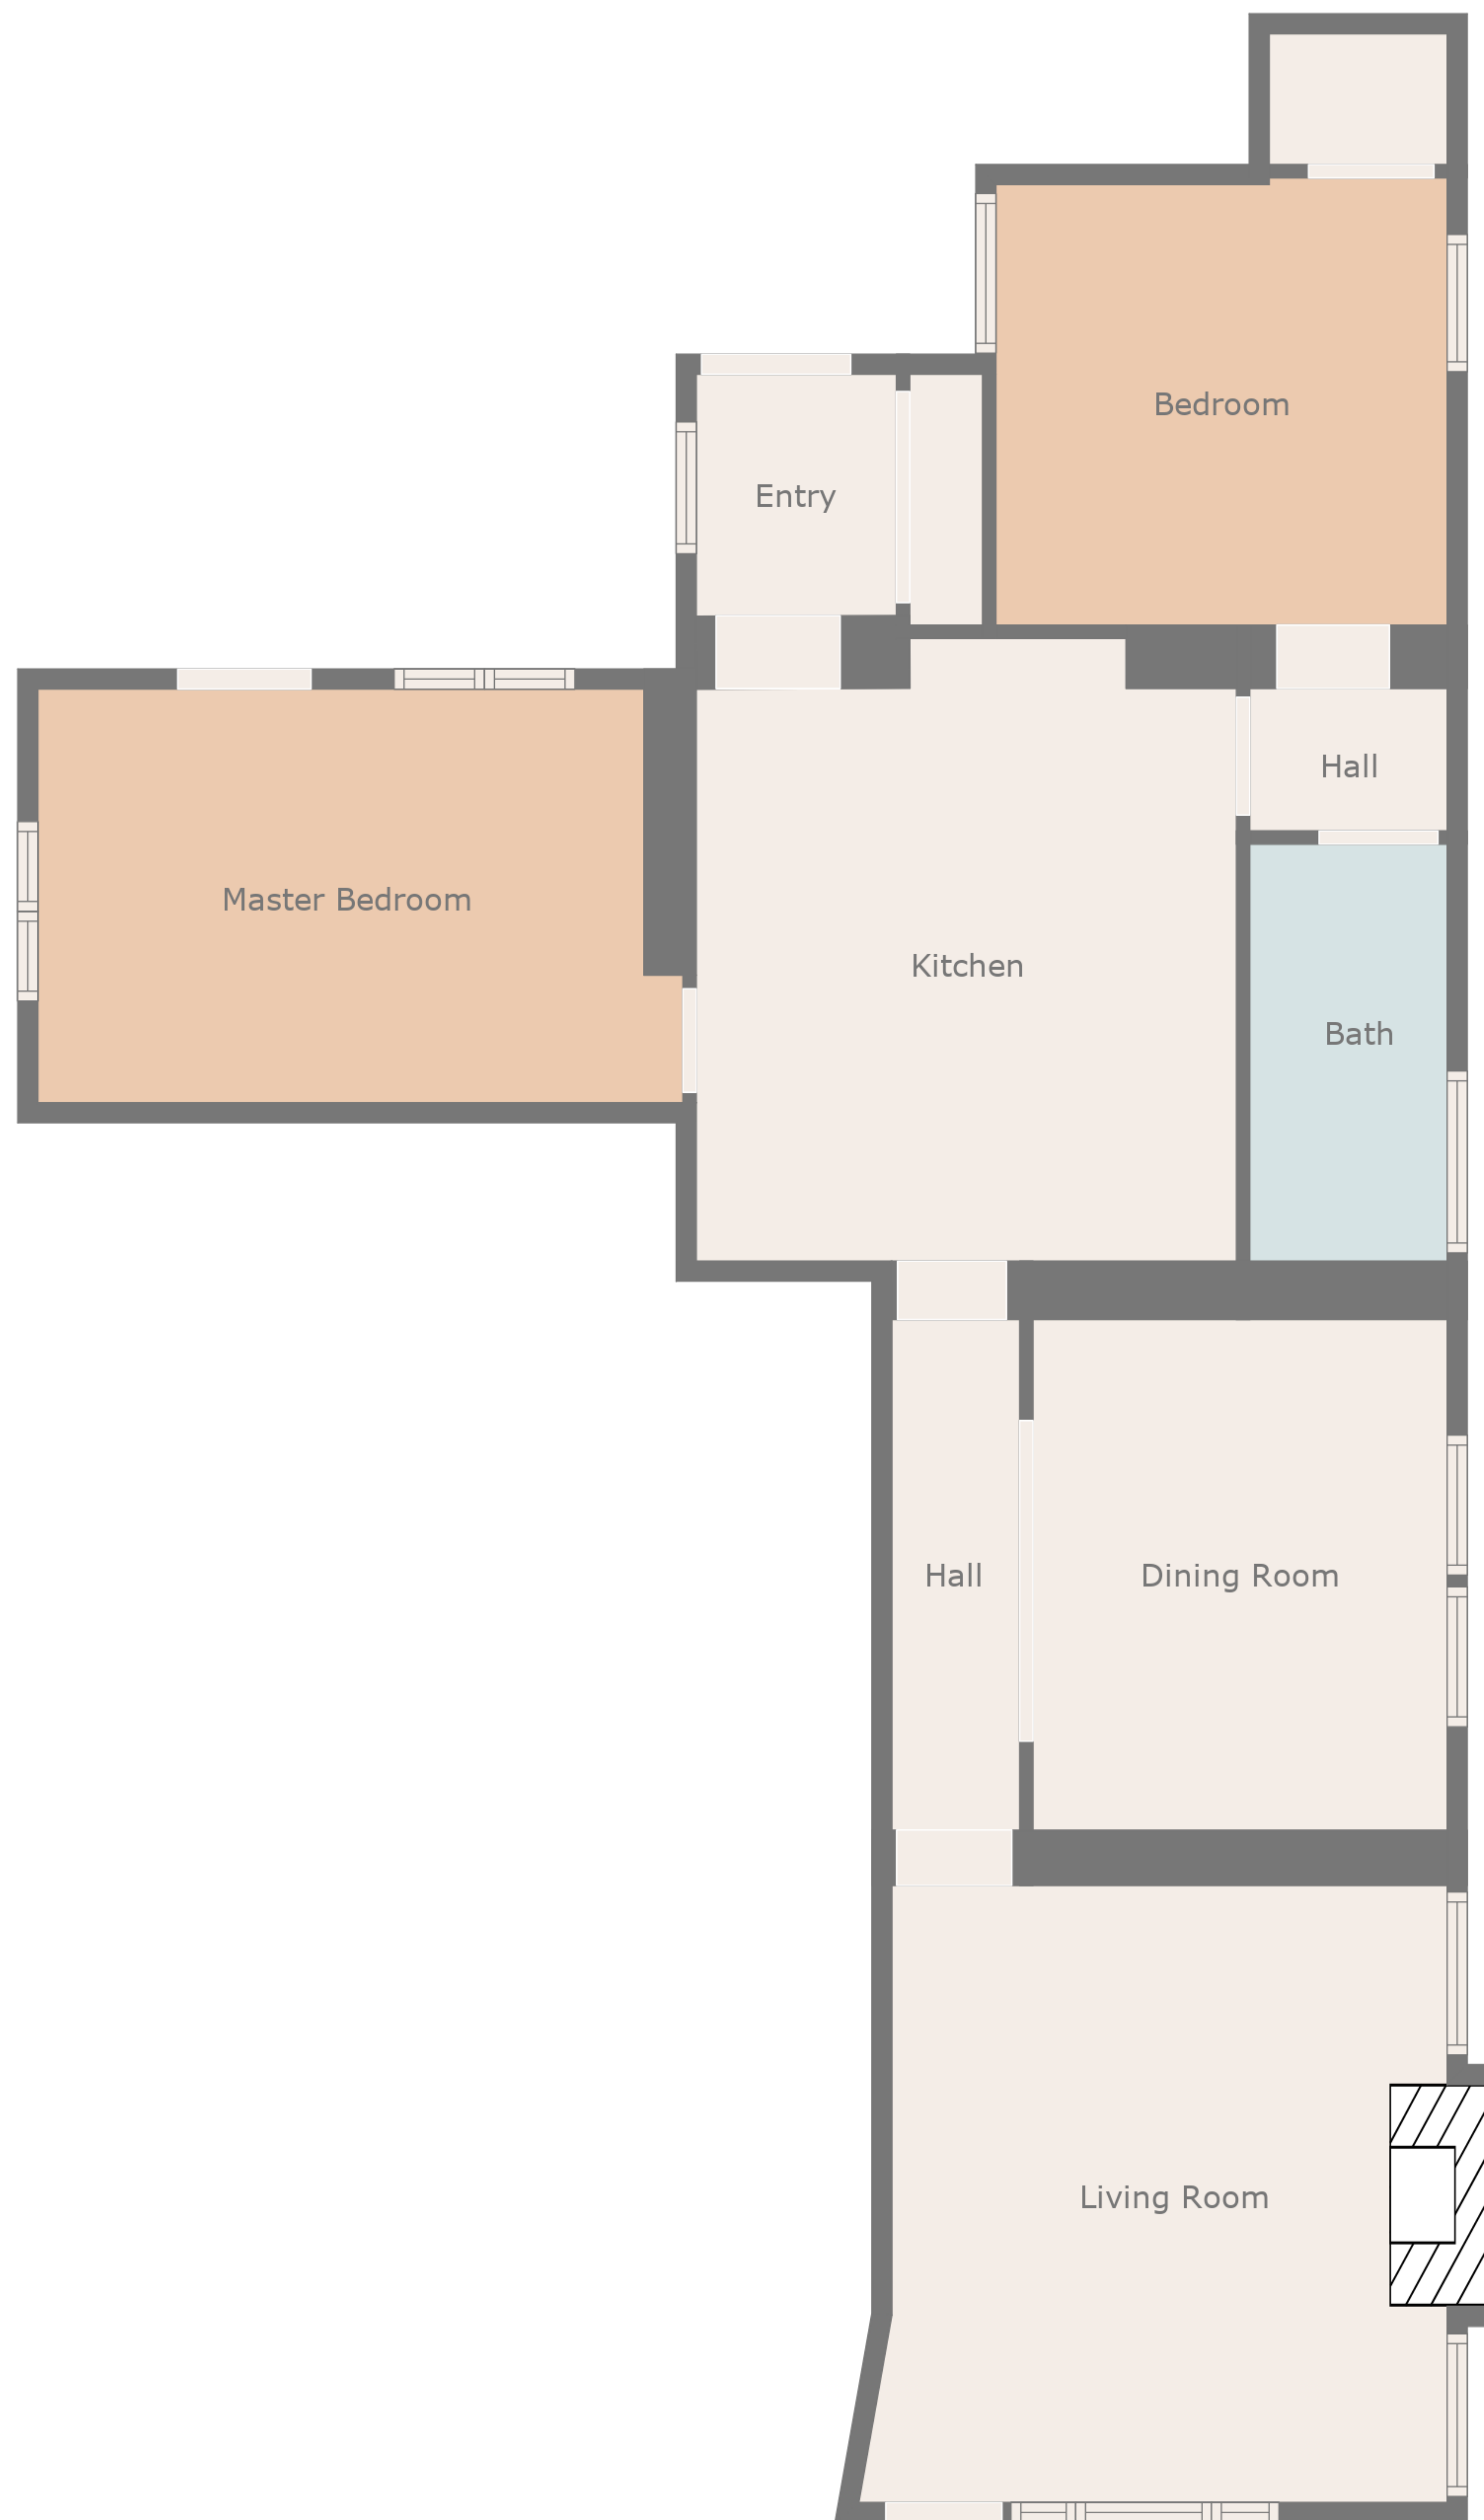 Bedroom
Entry
Hall
Master Bedroom
Kitchen
Bath
Hall
Dining Room
Living Room